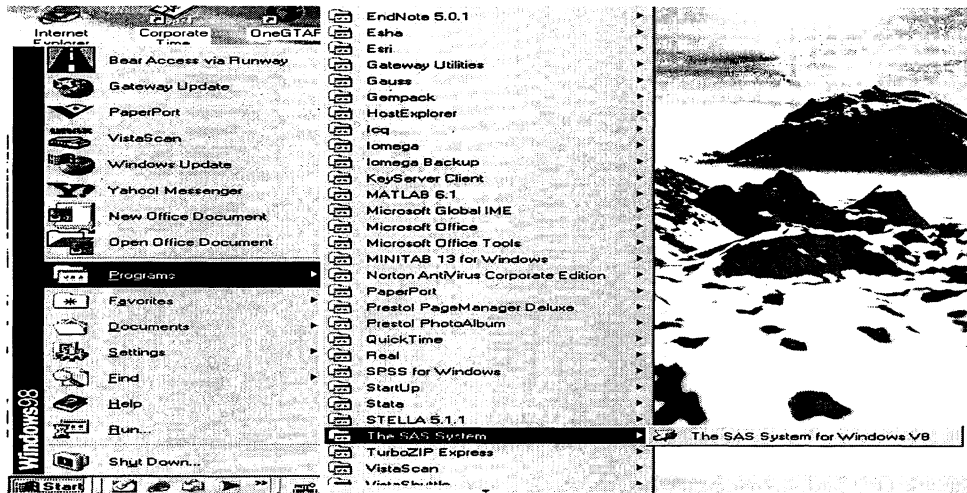 Internet
Explorer
Corporate
Time
OneGTAF
Bear Access via Runway
Gateway Update
PaperPort
VistaScan
Windows Update
Yahoo! Messenger
New Office Document
Open Office Document
Programs
Favorites
Documents
Settings
Find
Help
Run...
Shut Down...
Windows98
Start
EndNote 5.0.1
Esha
Esri
Gateway Utilities
Gauss
Gempack
HostExplorer
Icq
Iomega
Iomega Backup
KeyServer Client
MATLAB 6.1
Microsoft Global IME
Microsoft Office
Microsoft Office Tools
MINITAB 13 for Windows
Norton AntiVirus Corporate Edition
PaperPort
Presto! PageManager Deluxe
Presto! PhotoAlbum
QuickTime
Real
SPSS for Windows
StartUp
Stata
STELLA 5.1.1
The SAS System
TurboZIP Express
VistaScan
VistaShuttle
The SAS System for Windows V8